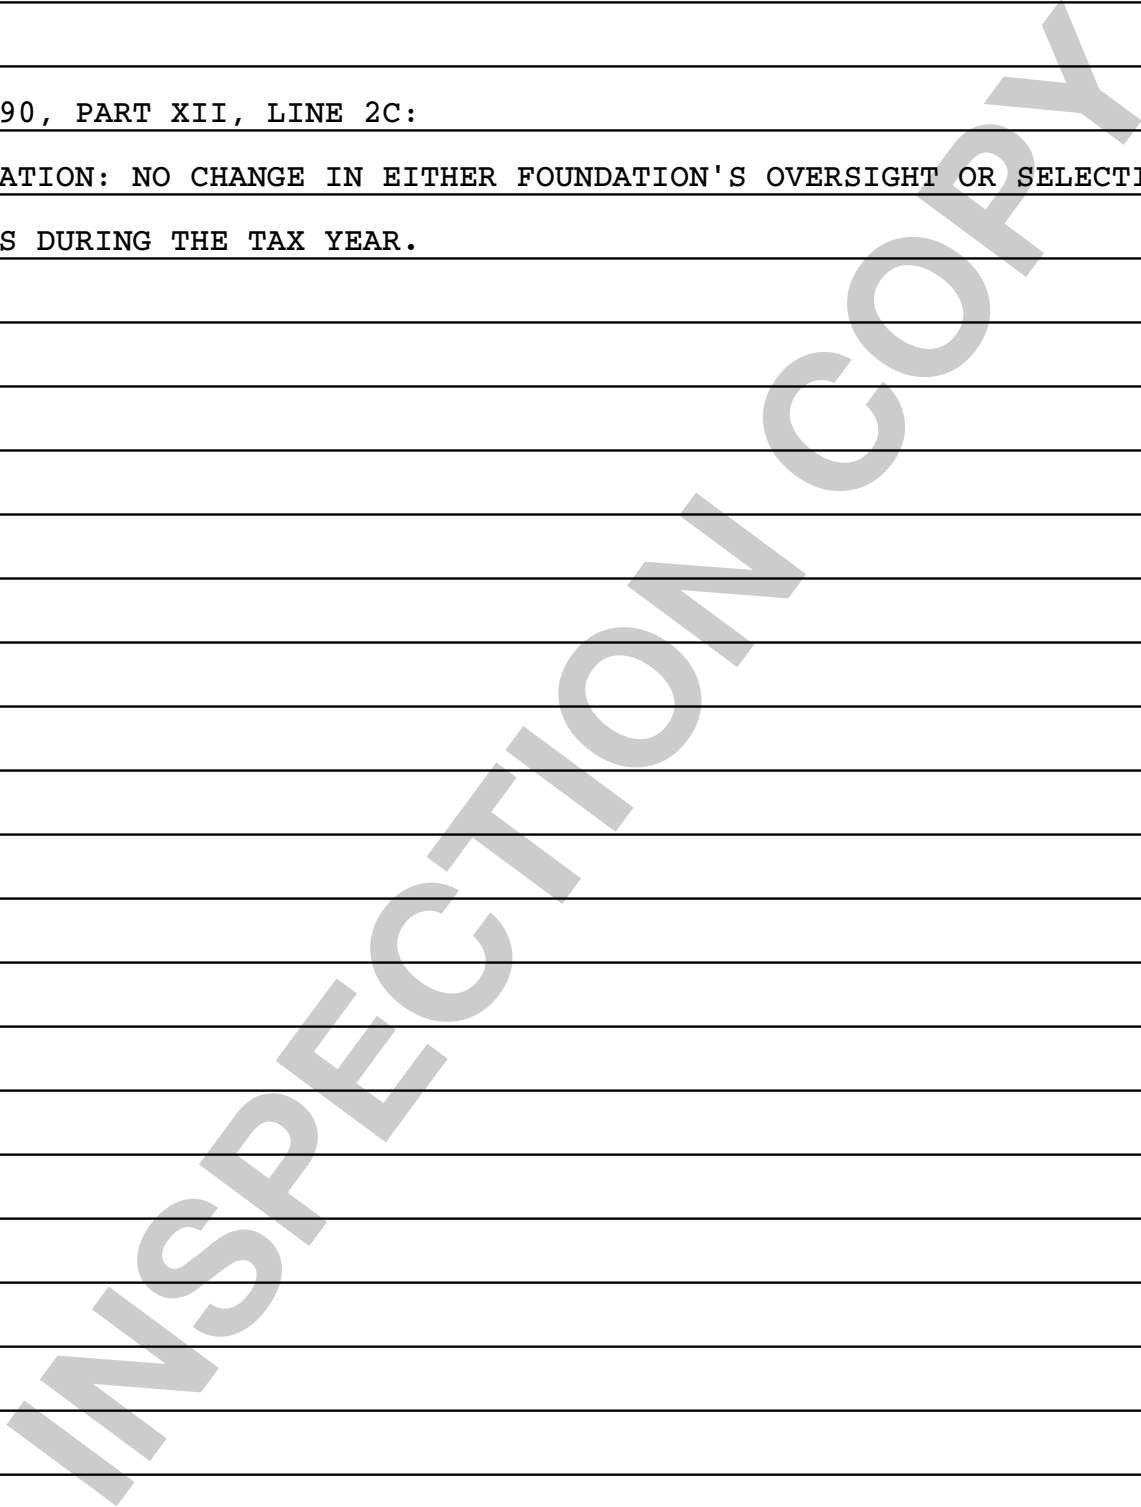 90, PART XII, LINE 2C:
ATION: NO CHANGE IN EITHER FOUNDATION'S OVERSIGHT OR SELECTI
S DURING THE TAX YEAR.
INSPECTION COPY